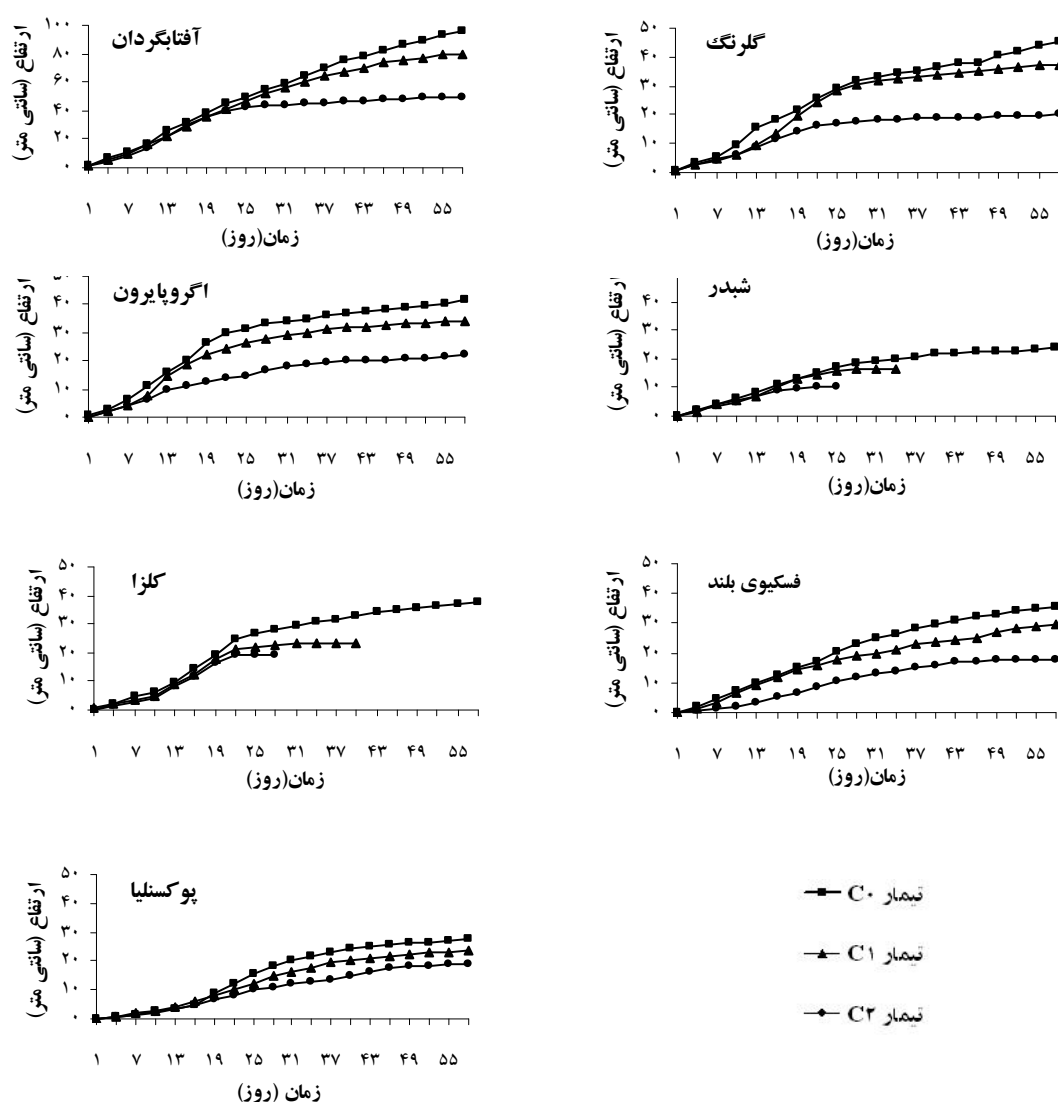 آفتابگردان
ارتفاع (سانتی متر)
۱۰۰
۸۰
۶۰
۴۰
۲۰
۰
۱ ۷ ۱۳ ۱۹ ۲۵ ۳۱ ۳۷ ۴۳ ۴۹ ۵۵
زمان(روز)
گلرنگ
ارتفاع (سانتی متر)
۵۰
۴۰
۳۰
۲۰
۱۰
۰
۱ ۷ ۱۳ ۱۹ ۲۵ ۳۱ ۳۷ ۴۳ ۴۹ ۵۵
زمان(روز)
اگروپایرون
ارتفاع (سانتی متر)
۵۰
۴۰
۳۰
۲۰
۱۰
۰
۱ ۷ ۱۳ ۱۹ ۲۵ ۳۱ ۳۷ ۴۳ ۴۹ ۵۵
زمان(روز)
شبدر
ارتفاع (سانتی متر)
۴۰
۳۰
۲۰
۱۰
۰
۱ ۷ ۱۳ ۱۹ ۲۵ ۳۱ ۳۷ ۴۳ ۴۹ ۵۵
زمان(روز)
کلزا
ارتفاع (سانتی متر)
۵۰
۴۰
۳۰
۲۰
۱۰
۰
۱ ۷ ۱۳ ۱۹ ۲۵ ۳۱ ۳۷ ۴۳ ۴۹ ۵۵
زمان(روز)
فسکیوی بلند
ارتفاع (سانتی متر)
۵۰
۴۰
۳۰
۲۰
۱۰
۰
۱ ۷ ۱۳ ۱۹ ۲۵ ۳۱ ۳۷ ۴۳ ۴۹ ۵۵
زمان(روز)
پوکسنلیا
ارتفاع (سانتی متر)
۵۰
۴۰
۳۰
۲۰
۱۰
۰
۱ ۷ ۱۳ ۱۹ ۲۵ ۳۱ ۳۷ ۴۳ ۴۹ ۵۵
زمان (روز)
تیمار C۰
تیمار C۱
تیمار C۲